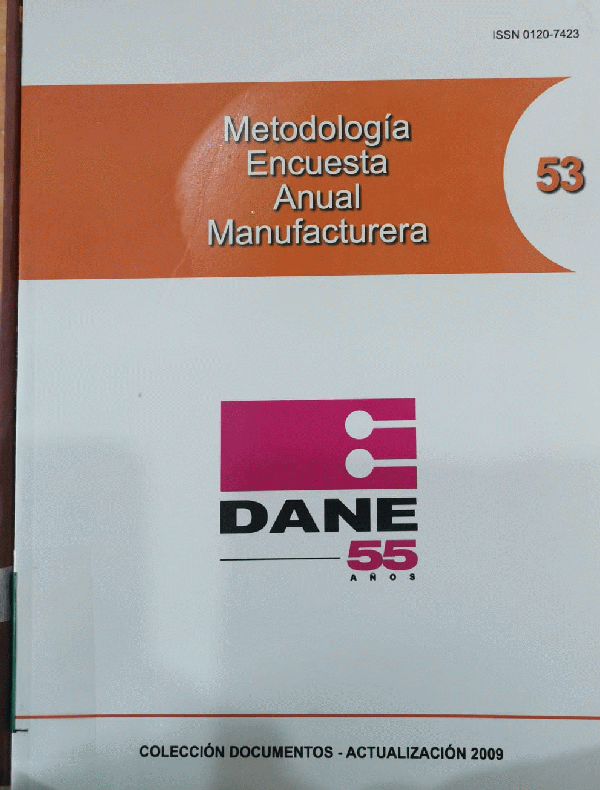 ISSN 0120-7423
Metodología
Encuesta
Anual
Manufacturera
53
DANE
55
AÑOS
COLECCIÓN DOCUMENTOS - ACTUALIZACIÓN 2009